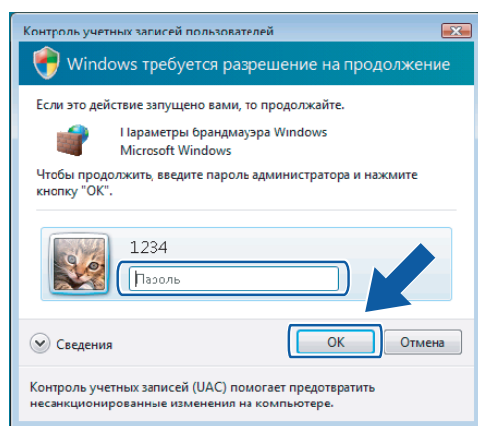 Контроль учетных записей пользователей
Windows требуется разрешение на продолжение
Если это действие запущено вами, то продолжайте.
Параметры брандмауэра Windows
Microsoft Windows
Чтобы продолжить, введите пароль администратора и нажмите
кнопку "ОК".
1234
Пароль
Сведения
ОК
Отмена
Контроль учетных записей (UAC) помогает предотвратить
несанкционированные изменения на компьютере.